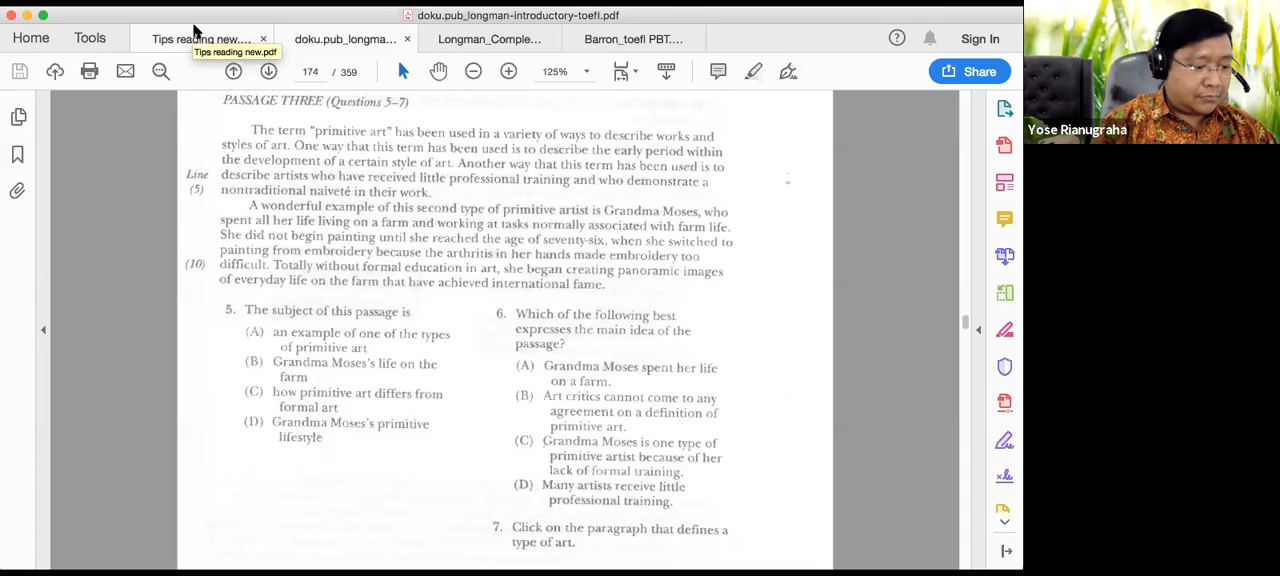 doku.pub_longman-introductory-toefl.pdf
Home
Tools
Tips reading new....
×
doku.pub_longma...
×
Longman_Comple...
Barron_toefl PBT....
Sign In
Tips reading new.pdf
174 / 359
125%
Share
Yose Rianugraha
PASSAGE THREE (Questions 5–7)
The term "primitive art" has been used in a variety of ways to describe works and
styles of art. One way that this term has been used is to describe the early period within
the development of a certain style of art. Another way that this term has been used is to
Line describe artists who have received little professional training and who demonstrate a
(5) nontraditional naiveté in their work.
A wonderful example of this second type of primitive artist is Grandma Moses, who
spent all her life living on a farm and working at tasks normally associated with farm life.
She did not begin painting until she reached the age of seventy-six, when she switched to
painting from embroidery because the arthritis in her hands made embroidery too
(10) difficult. Totally without formal education in art, she began creating panoramic images
of everyday life on the farm that have achieved international fame.
5. The subject of this passage is
(A) an example of one of the types
of primitive art
(B) Grandma Moses's life on the
farm
(C) how primitive art differs from
formal art
(D) Grandma Moses's primitive
lifestyle
6. Which of the following best
expresses the main idea of the
passage?
(A) Grandma Moses spent her life
on a farm.
(B) Art critics cannot come to any
agreement on a definition of
primitive art.
(C) Grandma Moses is one type of
primitive artist because of her
lack of formal training.
(D) Many artists receive little
professional training.
7. Click on the paragraph that defines a
type of art.